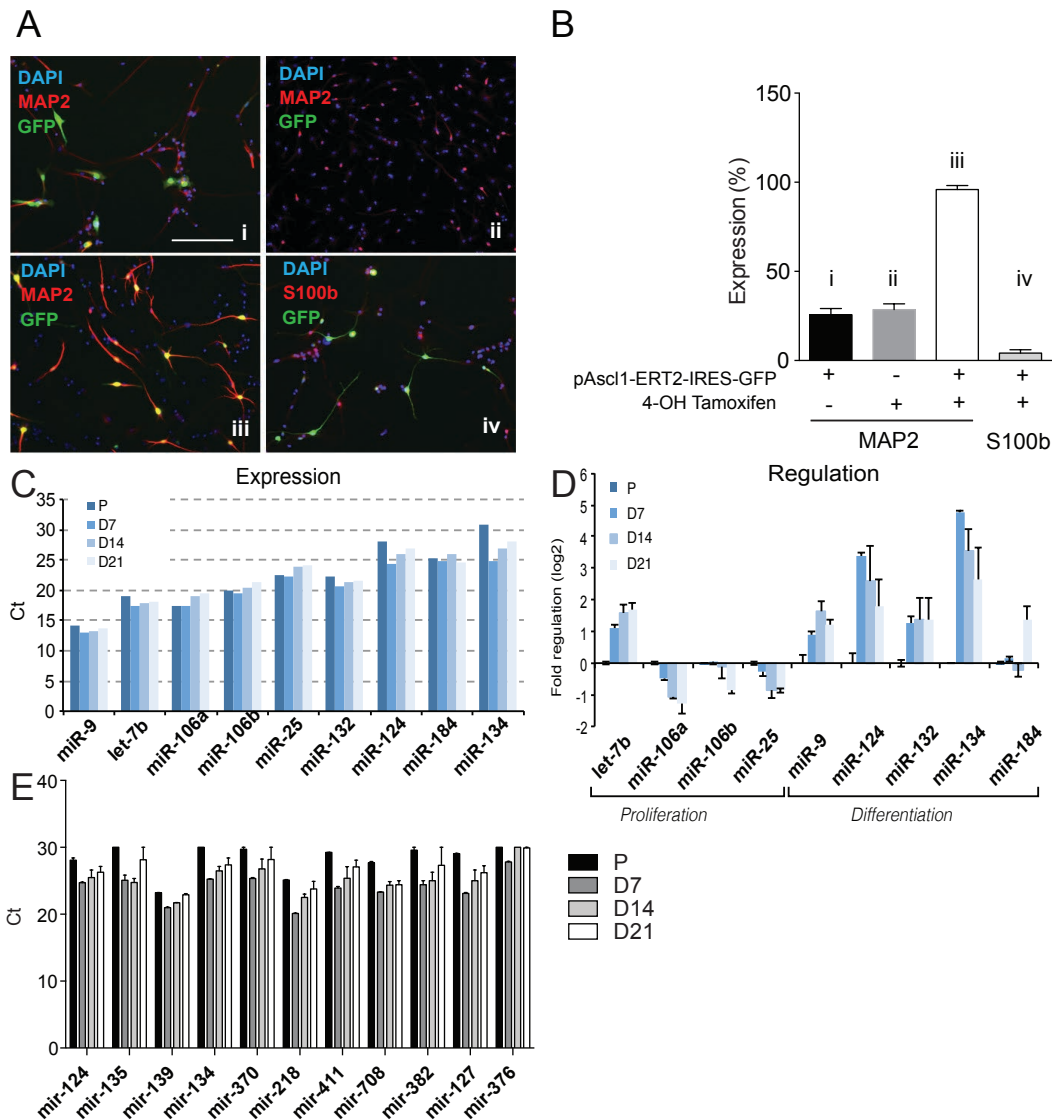 A
DAPI
MAP2
GFP
i
DAPI
MAP2
GFP
ii
DAPI
MAP2
GFP
iii
DAPI
S100b
GFP
iv
B
Expression (%)
150
100
50
0
i
ii
iii
iv
pAscl1-ERT2-IRES-GFP + - + +
4-OH Tamoxifen - + + +
MAP2 S100b
C
Expression
Ct
35
30
25
20
15
10
5
0
P
D7
D14
D21
miR-9 let-7b miR-106a miR-106b miR-25 miR-132 miR-124 miR-184 miR-134
D
Regulation
Fold regulation (log2)
6
5
4
3
2
1
0
-1
-2
P
D7
D14
D21
let-7b miR-106a miR-106b miR-25 miR-9 miR-124 miR-132 miR-134 miR-184
Proliferation Differentiation
E
Ct
40
30
20
10
0
mir-124 mir-135 mir-139 mir-134 mir-370 mir-218 mir-411 mir-708 mir-382 mir-127 mir-376
P
D7
D14
D21